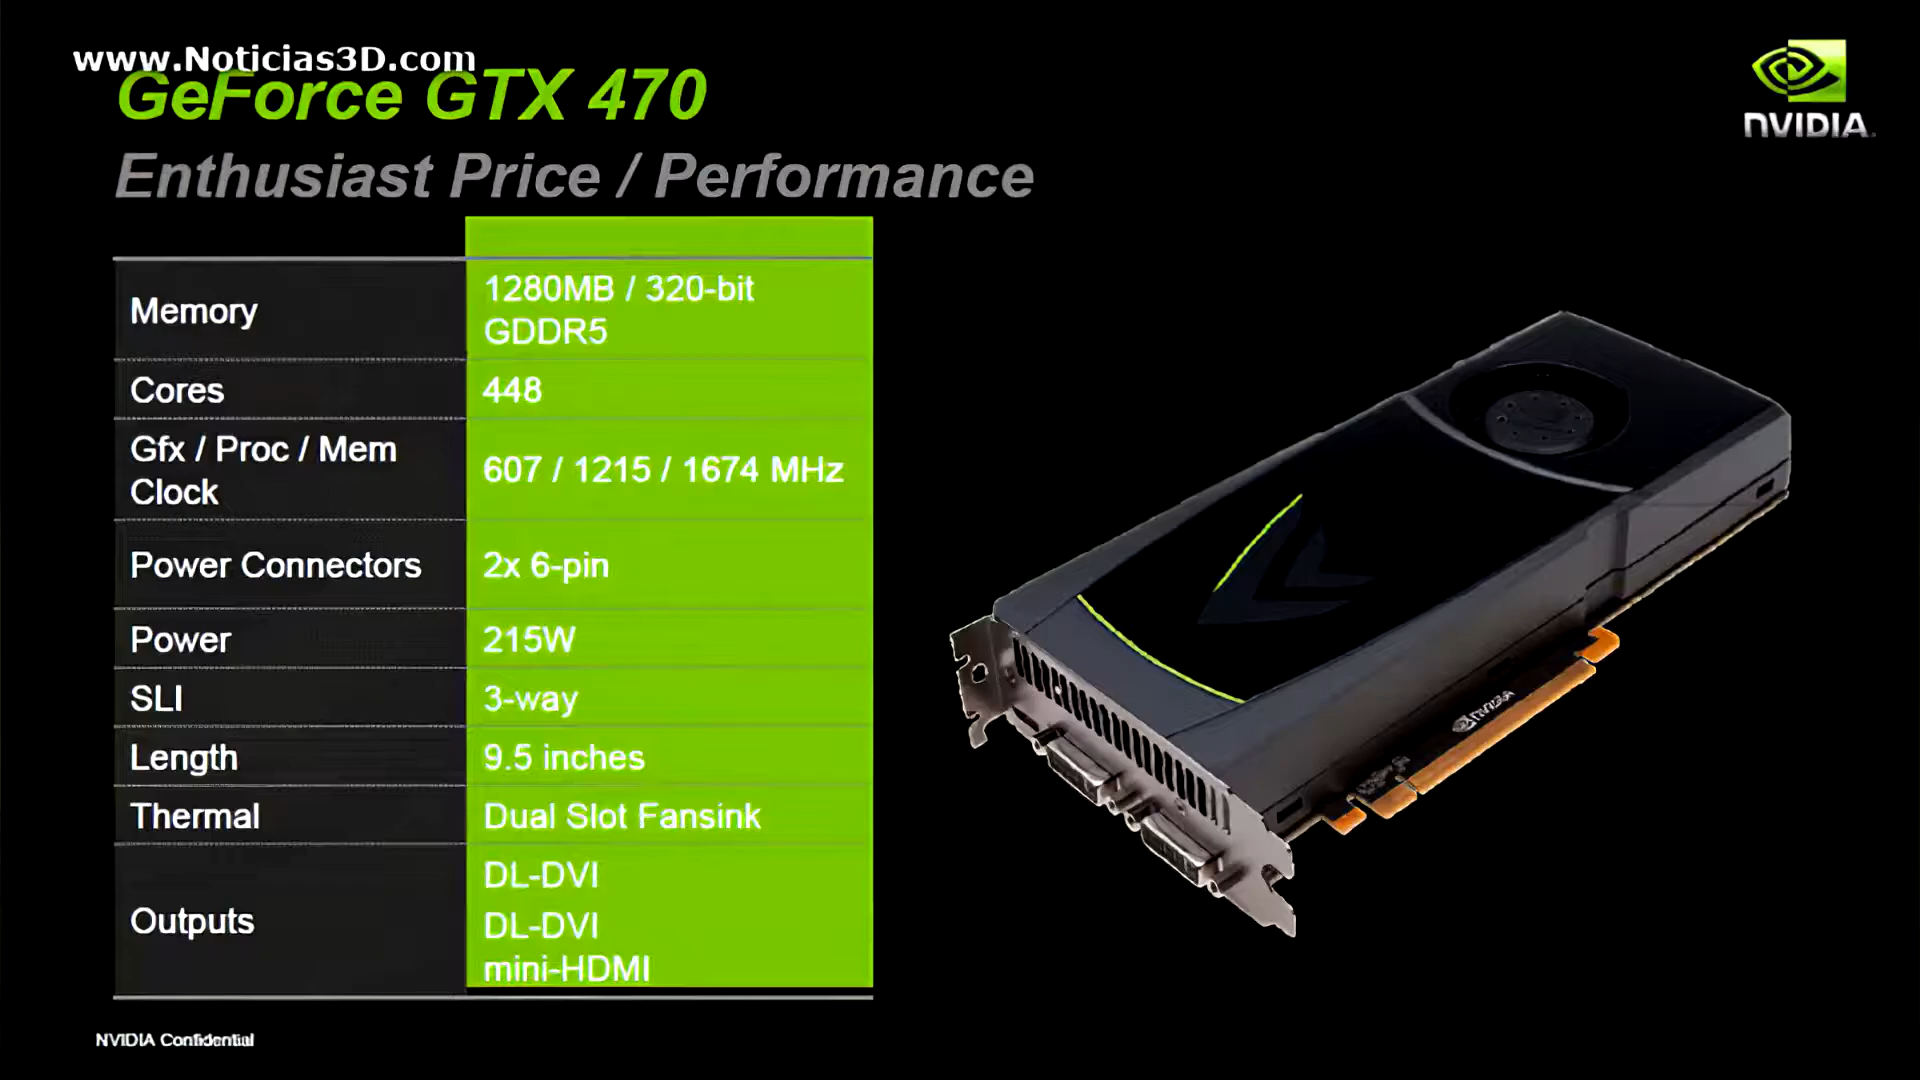 www.Noticias3D.com
GeForce GTX 470
NVIDIA
Enthusiast Price / Performance
Memory
1280MB / 320-bit
GDDR5
Cores
448
Gfx / Proc / Mem
Clock
607 / 1215 / 1674 MHz
Power Connectors
2x 6-pin
Power
215W
SLI
3-way
Length
9.5 inches
Thermal
Dual Slot Fansink
Outputs
DL-DVI
DL-DVI
mini-HDMI
NVIDIA
NVIDIA Confidential